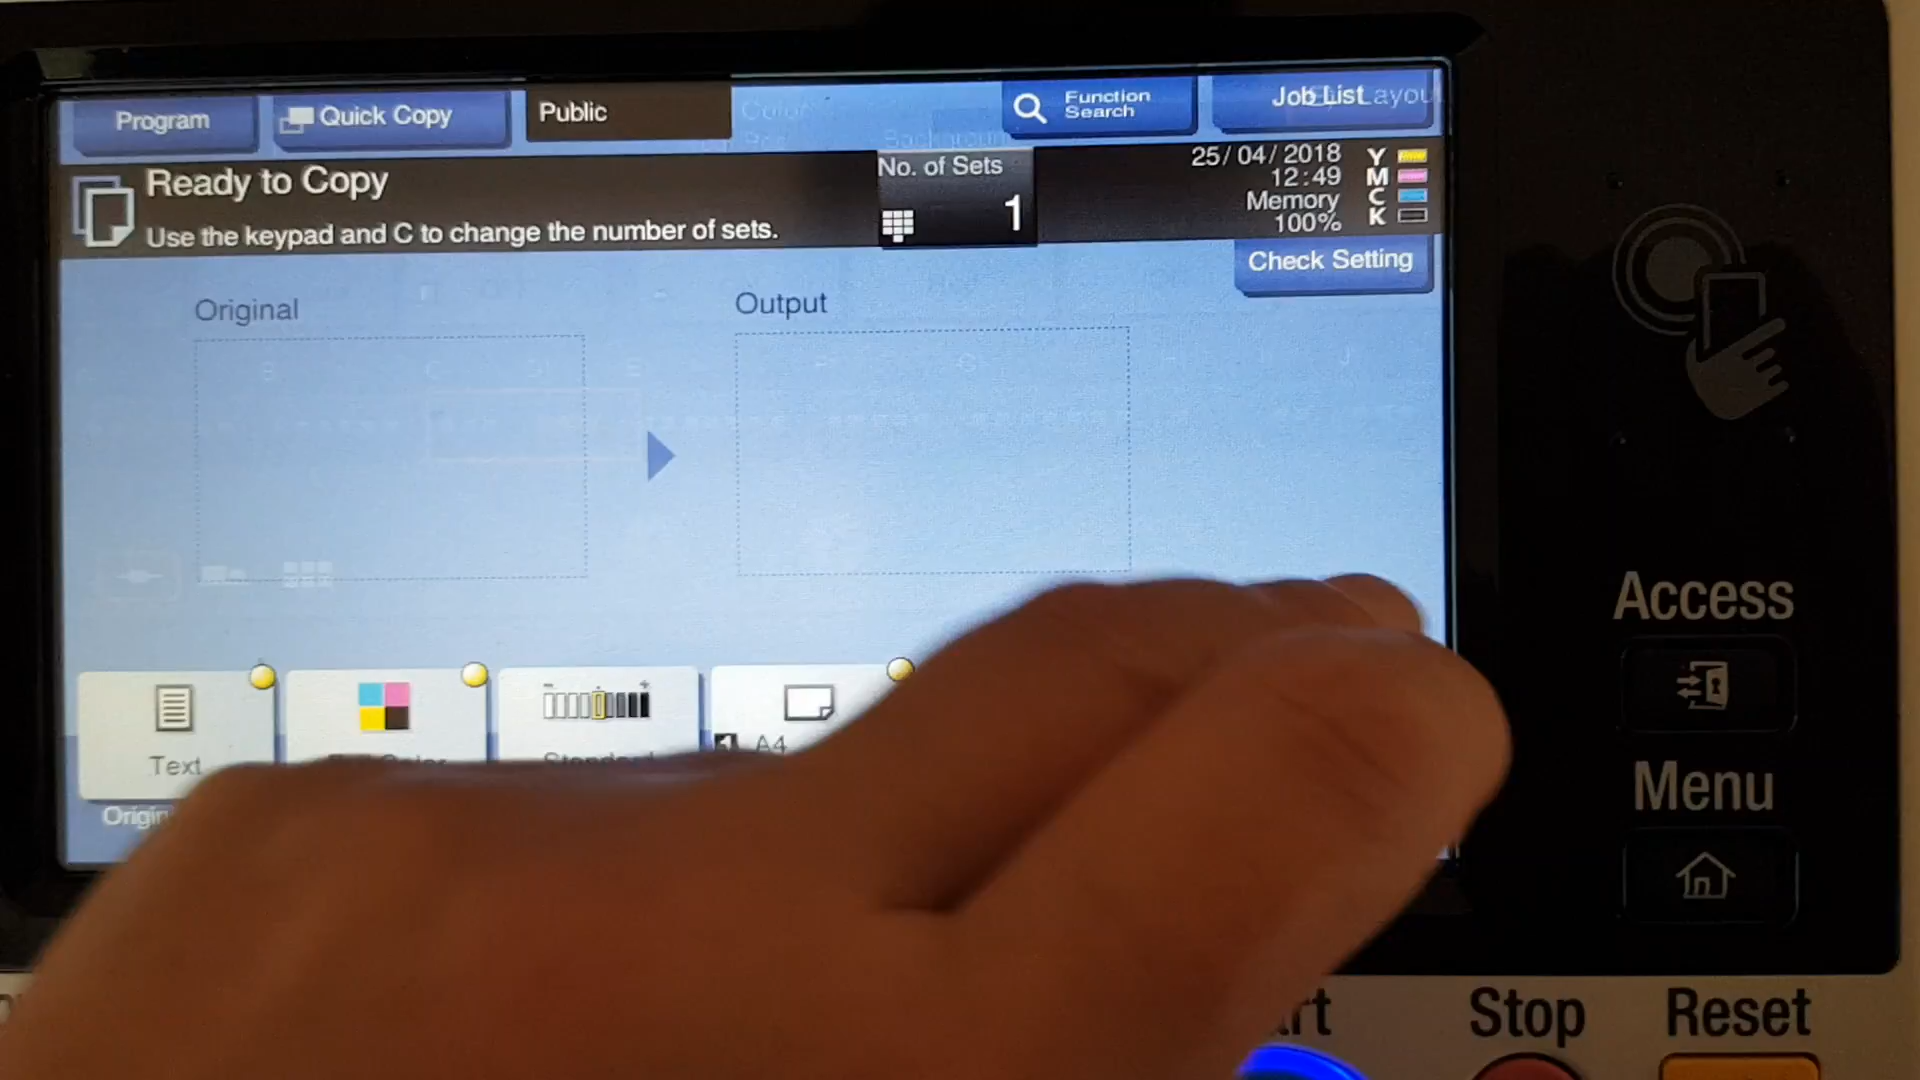 Program
Quick Copy
Public
Function
Search
Job List
Layou
Ready to Copy
Use the keypad and C to change the number of sets.
No. of Sets
1
25/04/2018
12:49
Memory
100%
Y
M
C
K
Check Setting
Original
Output
Text
A4
Origin
Access
Menu
Stop
Reset